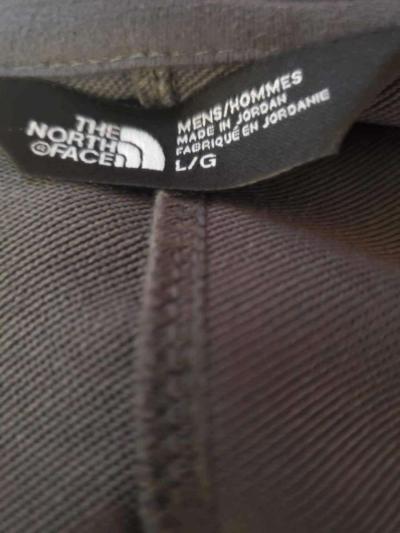 THE
NORTH
FACE
MENS/HOMMES
MADE IN JORDAN
FABRIQUÉ EN JORDANIE
L/G